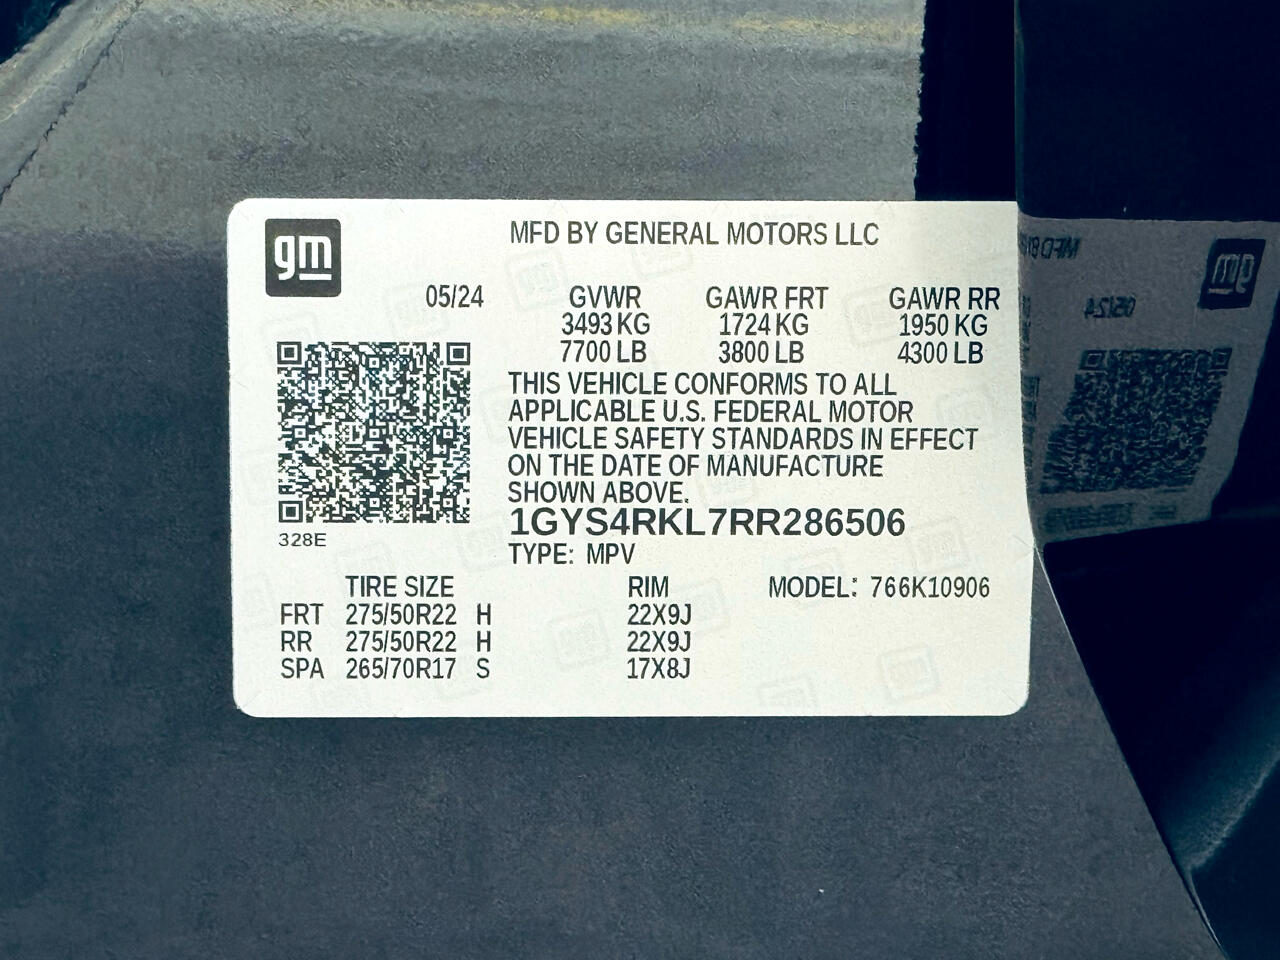 gm
MFD BY GENERAL MOTORS LLC
05/24 GVWR GAWR FRT GAWR RR
3493 KG 1724 KG 1950 KG
7700 LB 3800 LB 4300 LB
THIS VEHICLE CONFORMS TO ALL
APPLICABLE U.S. FEDERAL MOTOR
VEHICLE SAFETY STANDARDS IN EFFECT
ON THE DATE OF MANUFACTURE
SHOWN ABOVE.
1GYS4RKL7RR286506
328E
TYPE: MPV
TIRE SIZE RIM MODEL: 766K10906
FRT 275/50R22 H 22X9J
RR 275/50R22 H 22X9J
SPA 265/70R17 S 17X8J
gm
05/24